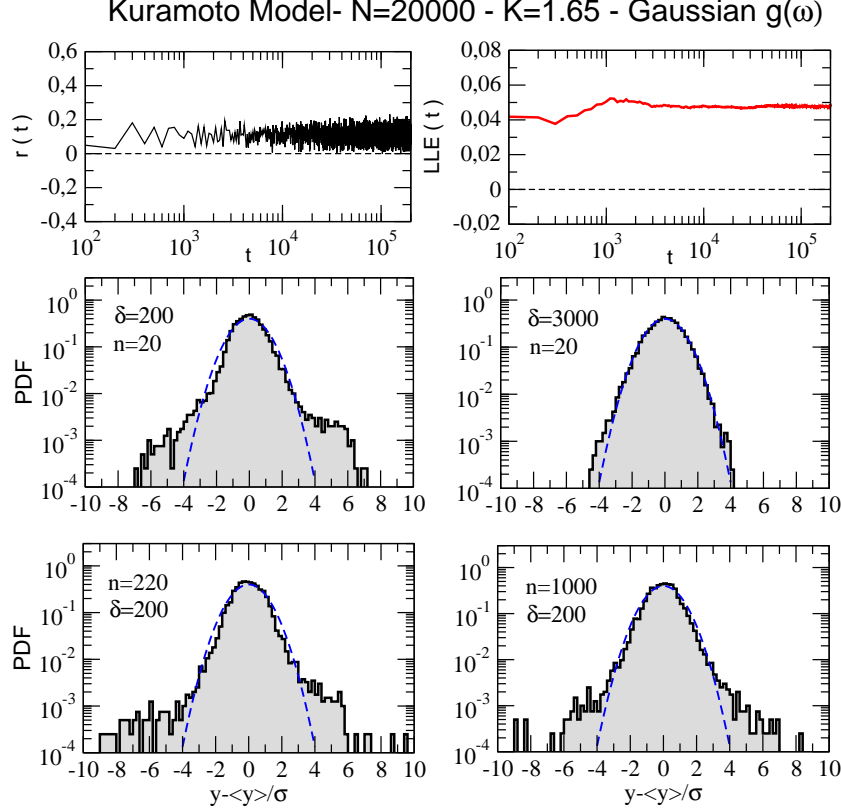 Kuramoto Model- N=20000 - K=1.65 - Gaussian g(ω)
r ( t )
0,6
0,4
0,2
0
-0,2
-0,4
10^2 10^3 10^4 10^5
t
LLE ( t )
0,08
0,06
0,04
0,02
0
-0,02
10^2 10^3 10^4 10^5
t
PDF
10^0
10^-1
10^-2
10^-3
10^-4
δ=200
n=20
-10 -8 -6 -4 -2 0 2 4 6 8 10
10^0
10^-1
10^-2
10^-3
10^-4
δ=3000
n=20
-10 -8 -6 -4 -2 0 2 4 6 8 10
PDF
10^0
10^-1
10^-2
10^-3
10^-4
n=220
δ=200
-10 -8 -6 -4 -2 0 2 4 6 8 10
y-<y>/σ
10^0
10^-1
10^-2
10^-3
10^-4
n=1000
δ=200
-10 -8 -6 -4 -2 0 2 4 6 8 10
y-<y>/σ